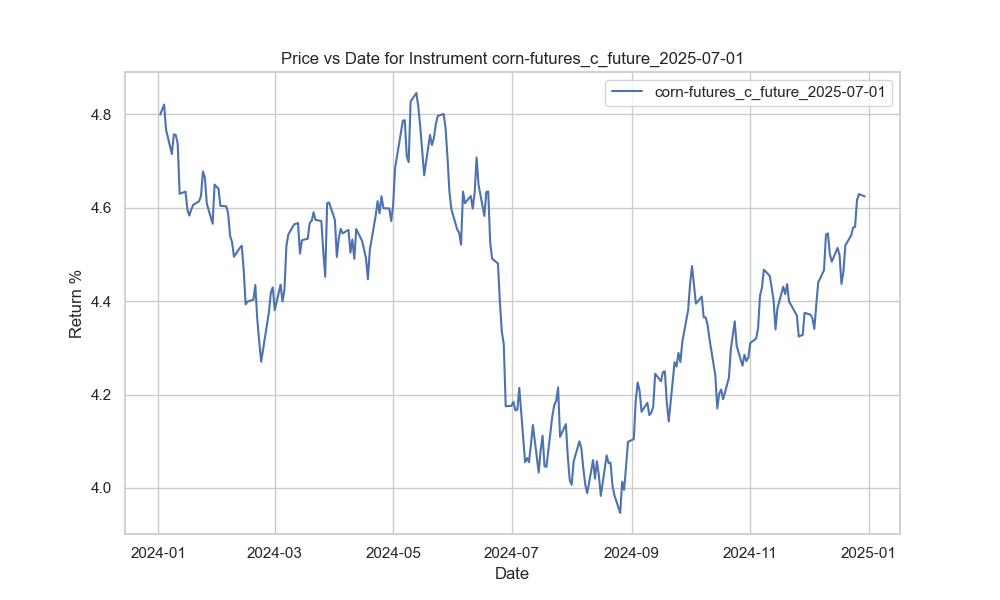 Price vs Date for Instrument corn-futures_c_future_2025-07-01
corn-futures_c_future_2025-07-01
Return %
4.8
4.6
4.4
4.2
4.0
2024-01 2024-03 2024-05 2024-07 2024-09 2024-11 2025-01
Date